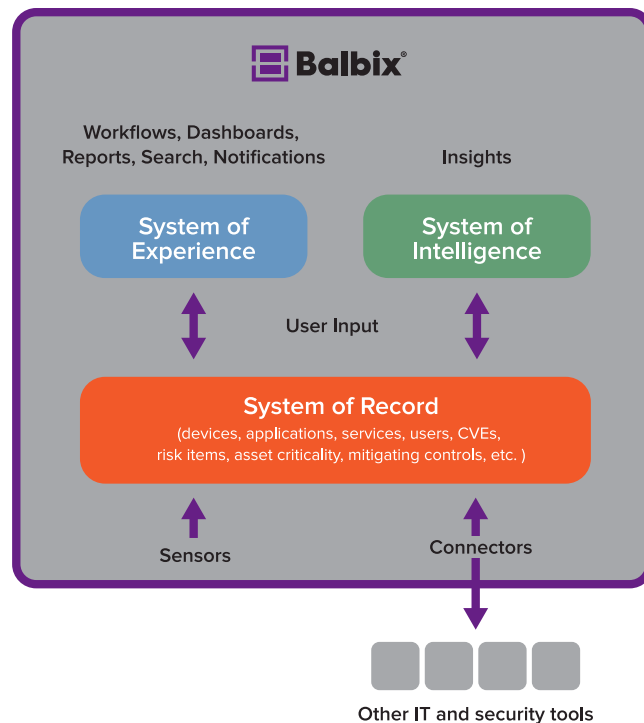 Balbix®
Workflows, Dashboards,
Reports, Search, Notifications
Insights
System of
Experience
System of
Intelligence
User Input
System of Record
(devices, applications, services, users, CVEs,
risk items, asset criticality, mitigating controls, etc. )
Sensors
Connectors
Other IT and security tools